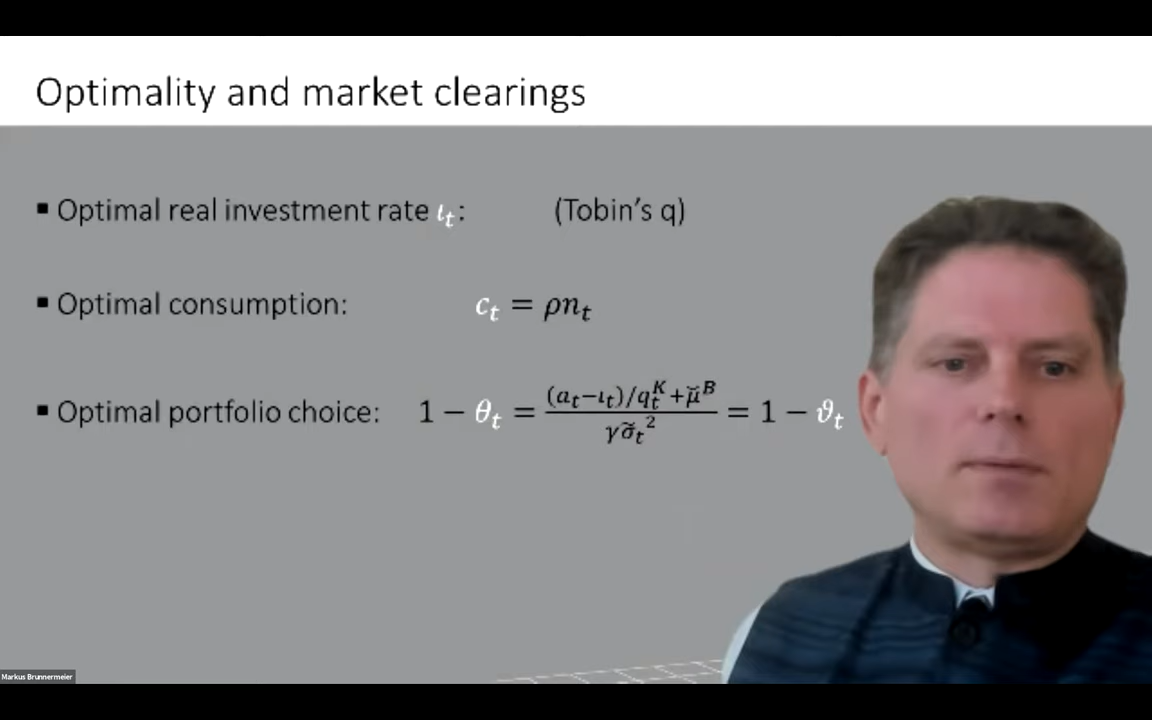 Optimality and market clearings
▪ Optimal real investment rate ιₜ: (Tobin's q)
▪ Optimal consumption: cₜ = ρnₜ
▪ Optimal portfolio choice: 1 − θₜ = ((aₜ−ιₜ)/qₜᴷ + μ̆ᴮ)/(γσ̃ₜ²) = 1 − ϑₜ
Markus Brunnermeier